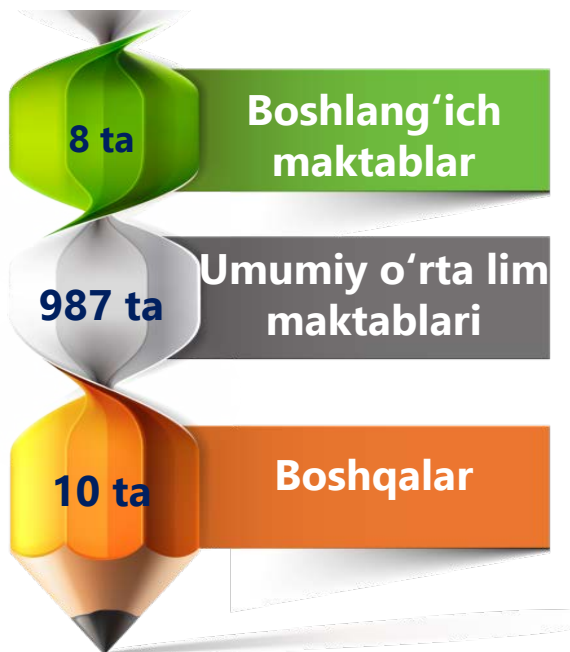 8 ta
Boshlang‘ich
maktablar
987 ta
Umumiy o‘rta lim
maktablari
10 ta
Boshqalar